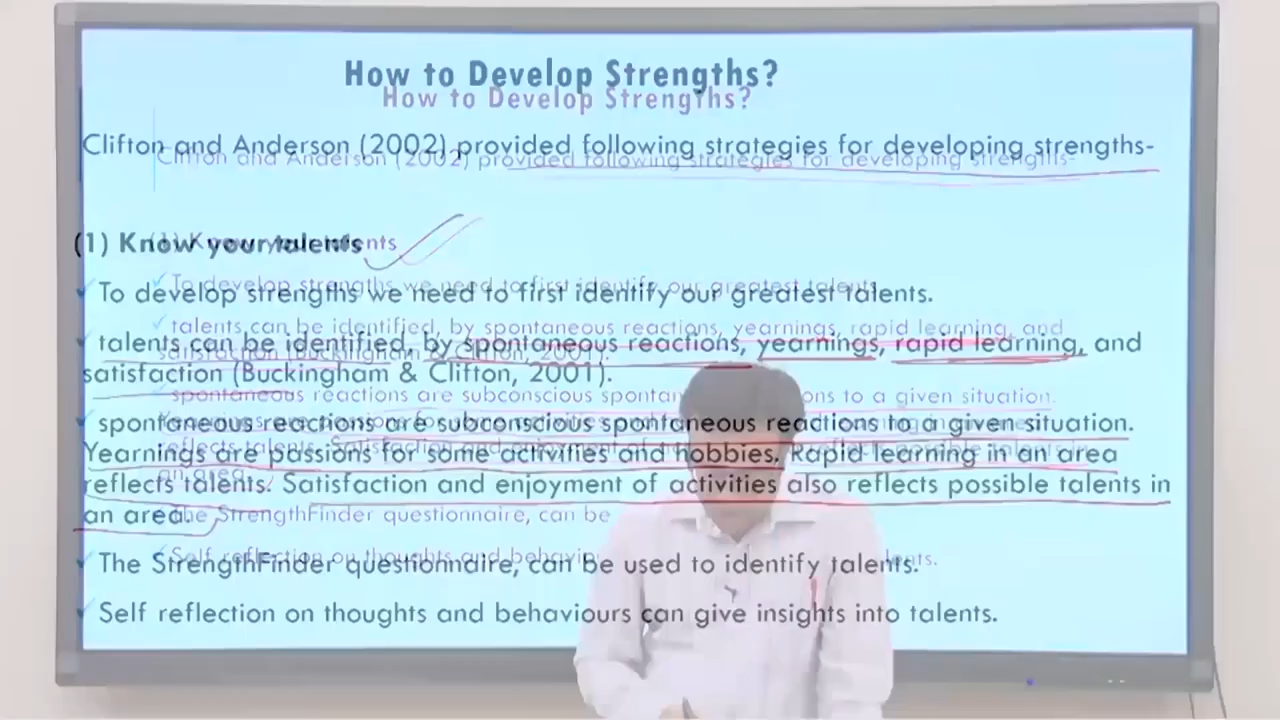 How to Develop Strengths?
Clifton and Anderson (2002) provided following strategies for developing strengths-
(1) Know your talents
✓ To develop strengths we need to first identify our greatest talents.
✓ talents can be identified, by spontaneous reactions, yearnings, rapid learning, and
satisfaction (Buckingham & Clifton, 2001).
✓ spontaneous reactions are subconscious spontaneous reactions to a given situation.
Yearnings are passions for some activities and hobbies. Rapid learning in an area
reflects talents. Satisfaction and enjoyment of activities also reflects possible talents in
an area.
✓ The StrengthFinder questionnaire, can be used to identify talents.
✓ Self reflection on thoughts and behaviours can give insights into talents.